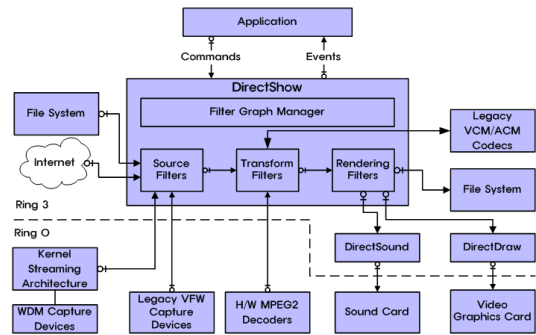 Application
Commands
Events
DirectShow
Filter Graph Manager
File System
Internet
Source
Filters
Transform
Filters
Rendering
Filters
Legacy
VCM/ACM
Codecs
File System
Ring 3
Ring O
Kernel
Streaming
Architecture
WDM Capture
Devices
Legacy VFW
Capture
Devices
H/W MPEG2
Decoders
DirectSound
DirectDraw
Sound Card
Video
Graphics Card